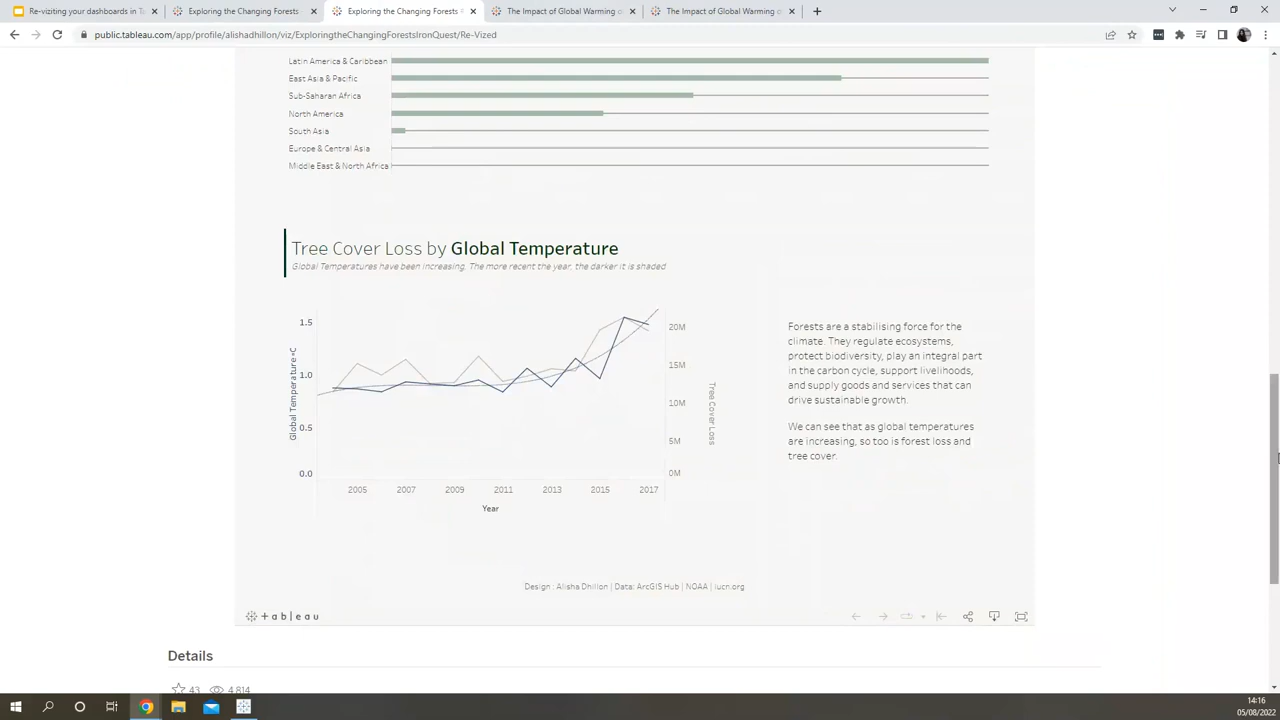 Re-viziting your dashboards in T
Exploring the Changing Forests
Exploring the Changing Forests
The Impact of Global Warming o
The Impact of Global Warming o
public.tableau.com/app/profile/alishadhillon/viz/ExploringtheChangingForestsIronQuest/Re-Vized
Latin America & Caribbean
East Asia & Pacific
Sub-Saharan Africa
North America
South Asia
Europe & Central Asia
Middle East & North Africa
Tree Cover Loss by Global Temperature
Global Temperatures have been increasing. The more recent the year, the darker it is shaded
Global Temperature °C
1.5
1.0
0.5
0.0
20M
15M
10M
5M
0M
Tree Cover Loss
2005 2007 2009 2011 2013 2015 2017
Year
Forests are a stabilising force for the
climate. They regulate ecosystems,
protect biodiversity, play an integral part
in the carbon cycle, support livelihoods,
and supply goods and services that can
drive sustainable growth.
We can see that as global temperatures
are increasing, so too is forest loss and
tree cover.
Design : Alisha Dhillon | Data: ArcGIS Hub | NOAA | iucn.org
+ a b | e a u
Details
43 4,814
14:16
05/08/2022